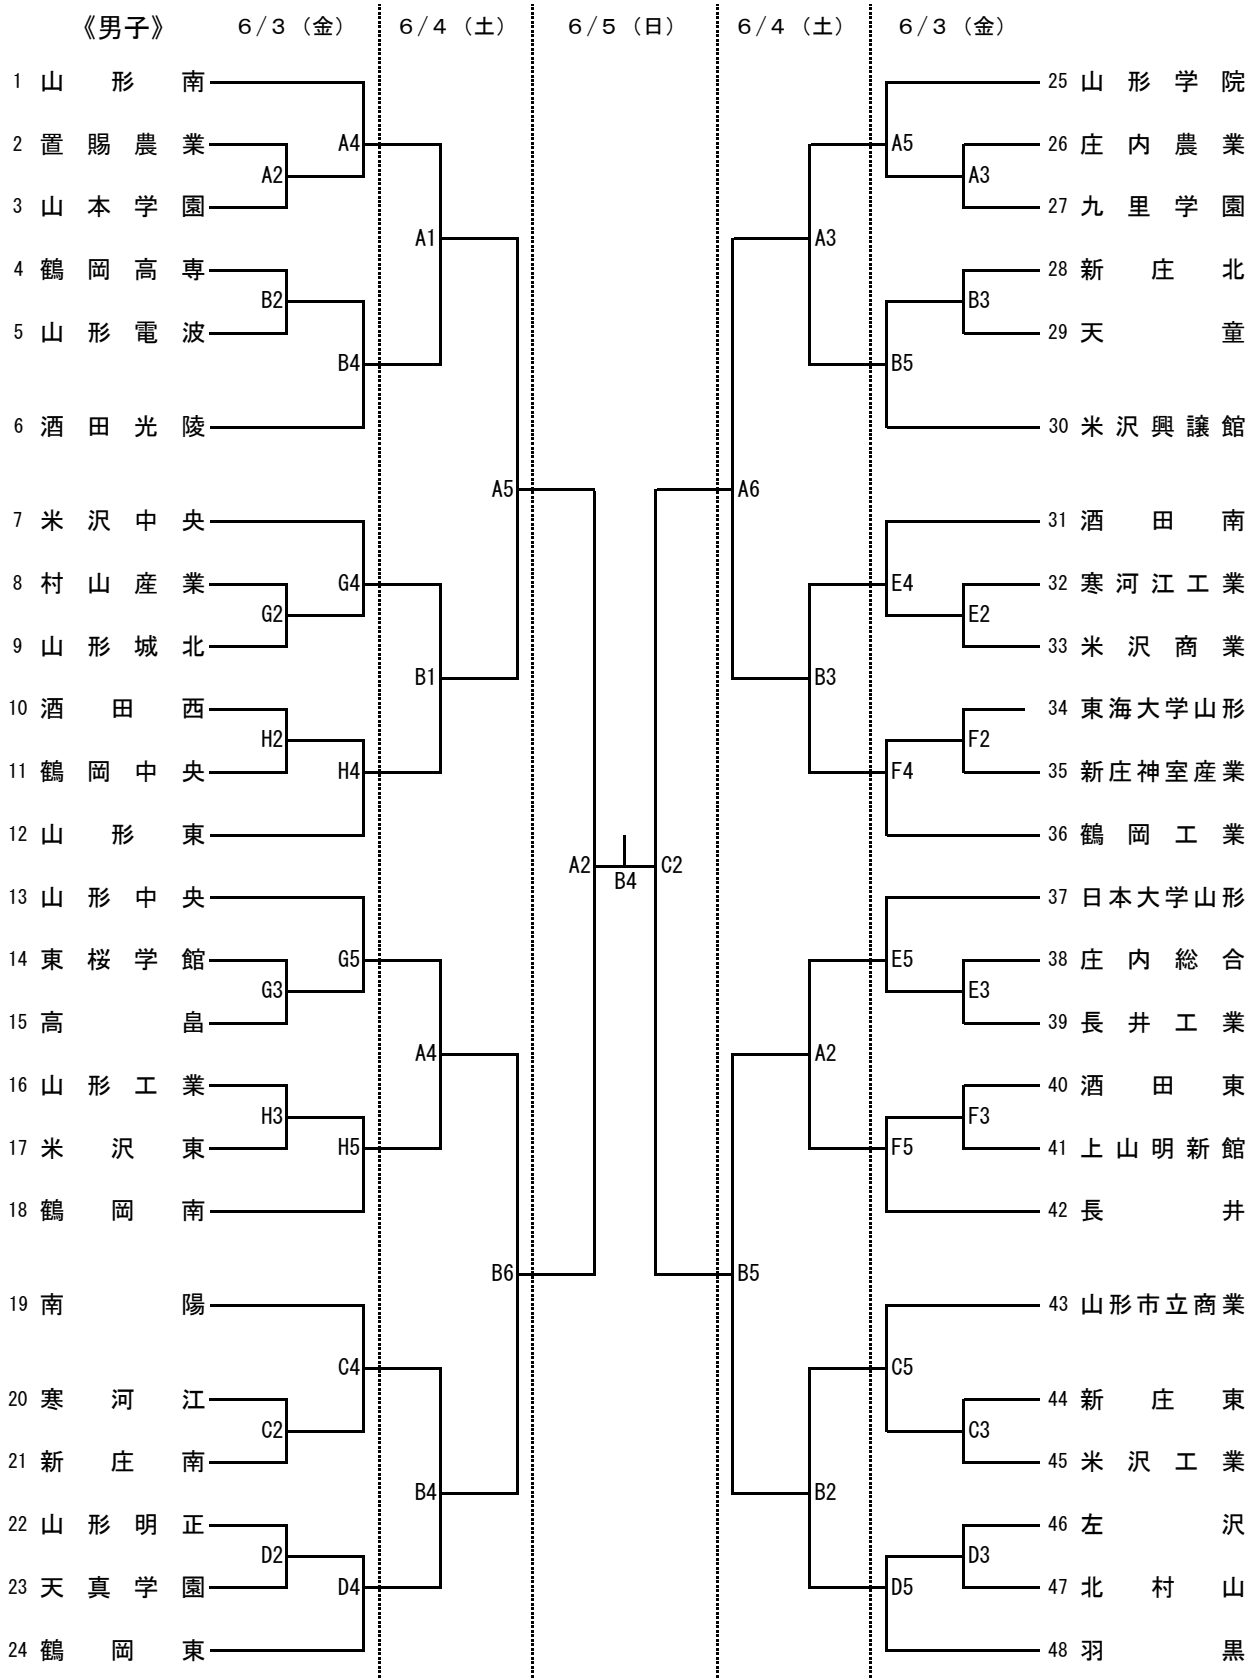 《男子》 6/3（金） 6/4（土） 6/5（日） 6/4（土） 6/3（金）
1 山形南 25 山形学院
2 置賜農業 A4 A5 26 庄内農業
A2 A3
3 山本学園 27 九里学園
A1 A3
4 鶴岡高専 28 新庄北
B2 B3
5 山形電波 29 天童
B4 B5
6 酒田光陵 30 米沢興譲館
A5 A6
7 米沢中央 31 酒田南
8 村山産業 G4 E4 32 寒河江工業
G2 E2
9 山形城北 33 米沢商業
B1 B3
10 酒田西 34 東海大学山形
H2 F2
11 鶴岡中央 H4 F4 35 新庄神室産業
12 山形東 36 鶴岡工業
A2 C2
B4
13 山形中央 37 日本大学山形
14 東桜学館 G5 E5 38 庄内総合
G3 E3
15 高畠 39 長井工業
A4 A2
16 山形工業 40 酒田東
H3 F3
17 米沢東 H5 F5 41 上山明新館
18 鶴岡南 42 長井
B6 B5
19 南陽 43 山形市立商業
C4 C5
20 寒河江 44 新庄東
C2 C3
21 新庄南 45 米沢工業
B4 B2
22 山形明正 46 左沢
D2 D3
23 天真学園 D4 D5 47 北村山
24 鶴岡東 48 羽黒